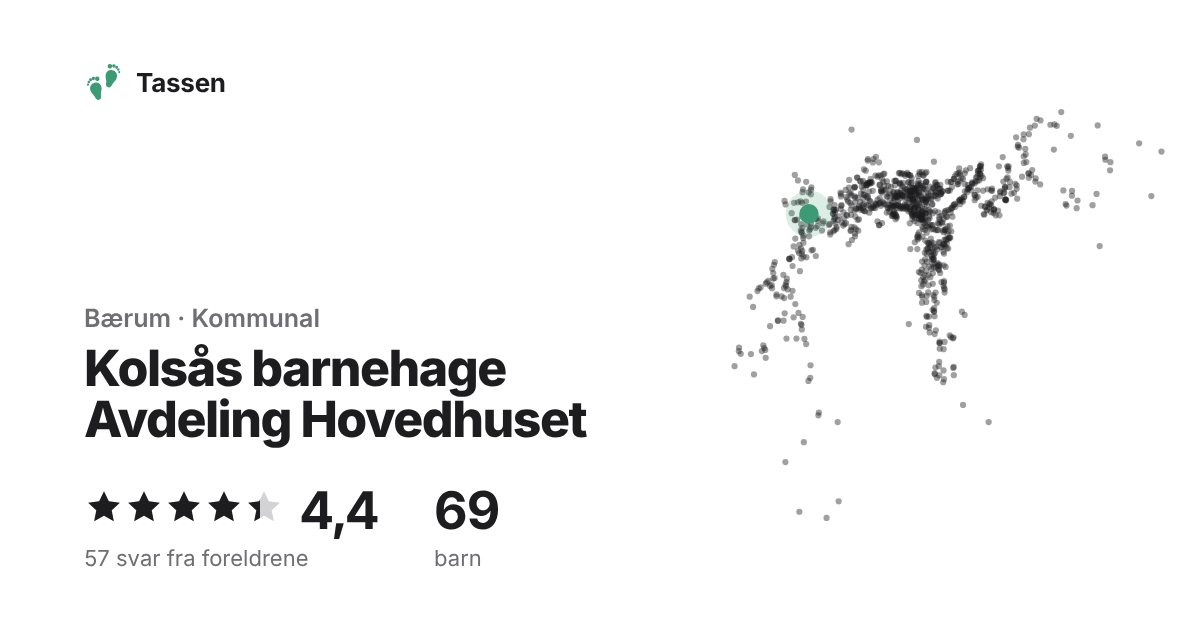 Tassen
Bærum · Kommunal
Kolsås barnehage
Avdeling Hovedhuset
4,4
69
57 svar fra foreldrene
barn